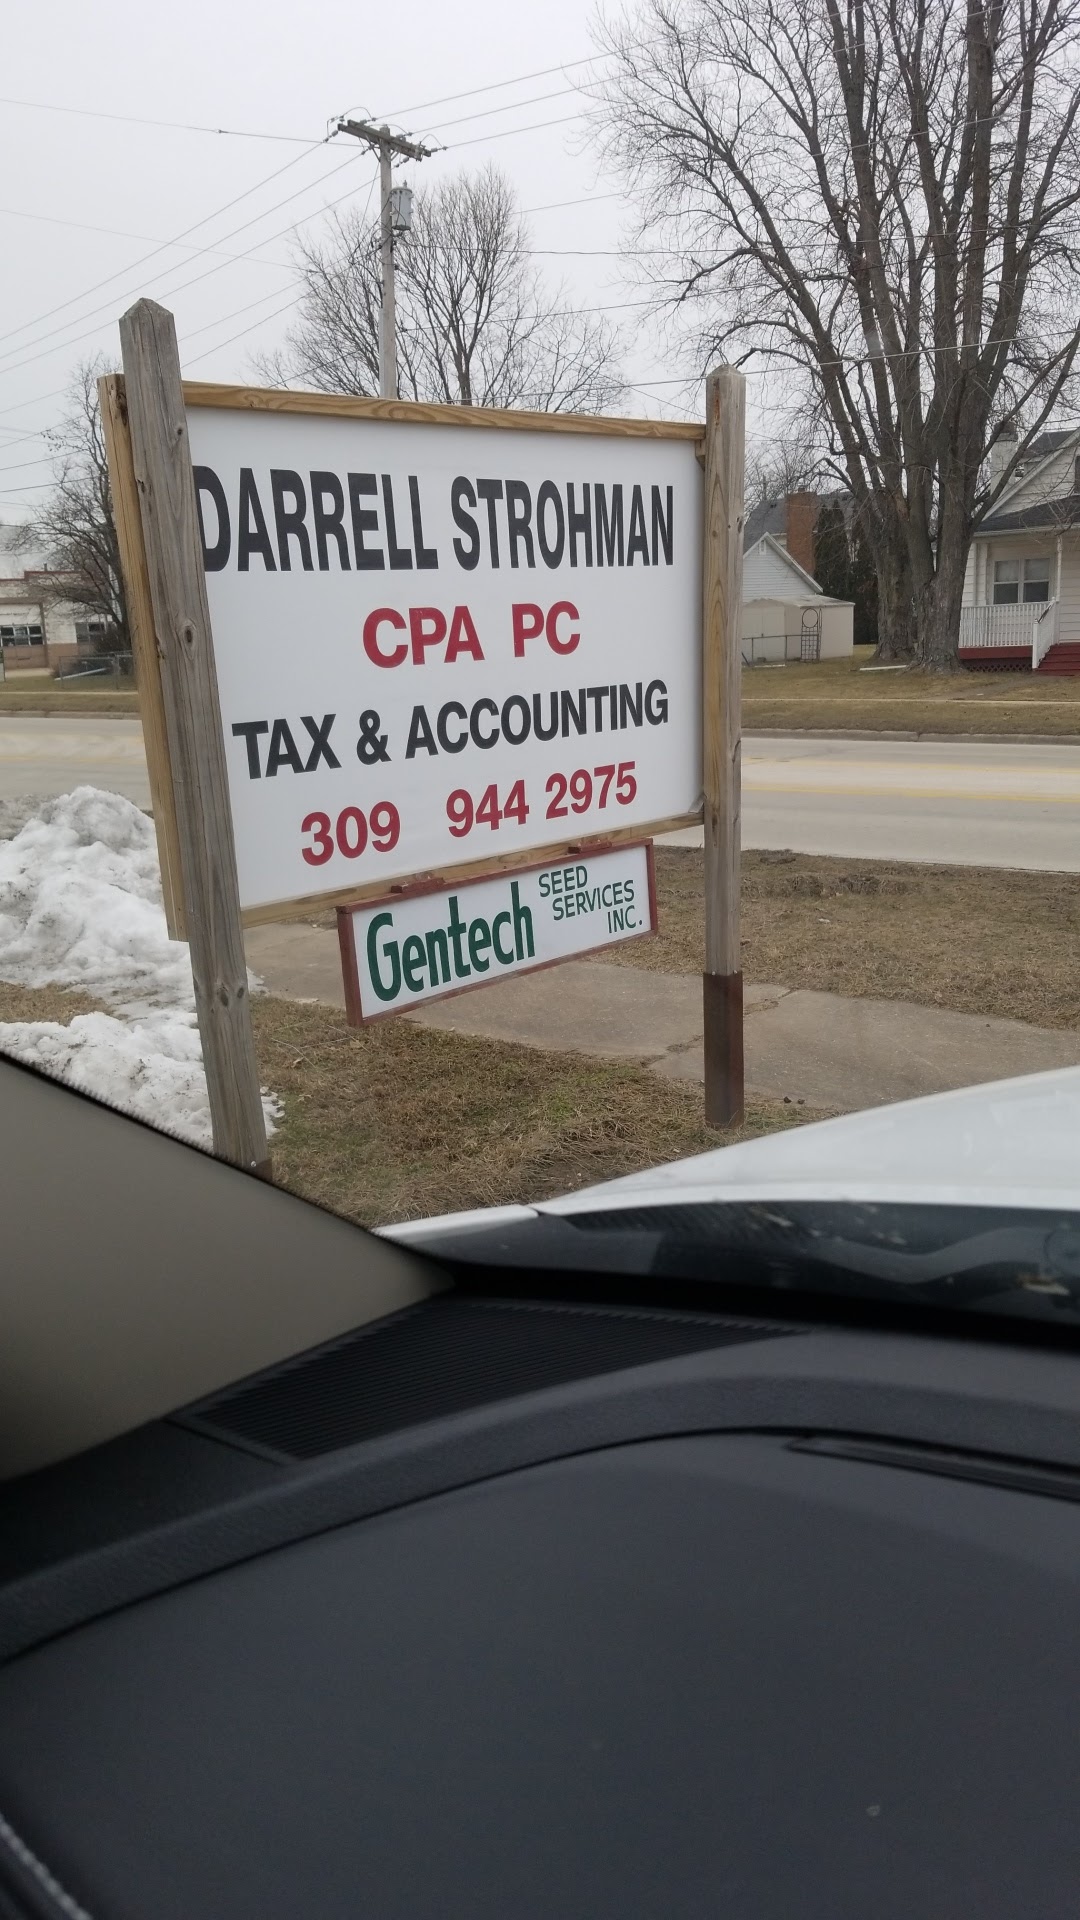 DARRELL STROHMAN
CPA PC
TAX & ACCOUNTING
309 944 2975
Gentech SEED
SERVICES
INC.